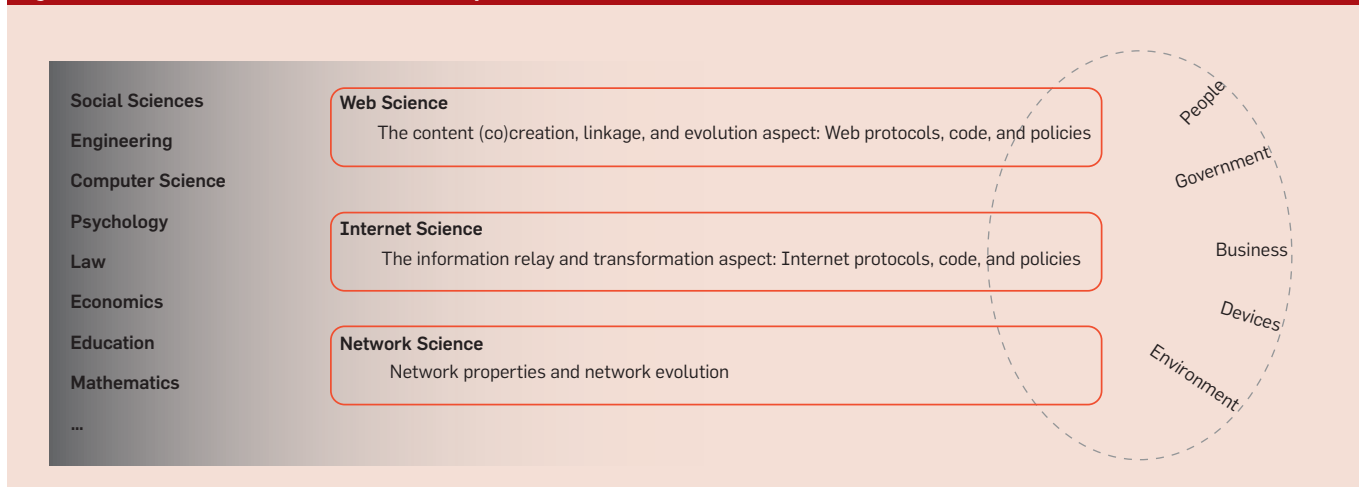 Social Sciences
Engineering
Computer Science
Psychology
Law
Economics
Education
Mathematics
...
Web Science
The content (co)creation, linkage, and evolution aspect: Web protocols, code, and policies
Internet Science
The information relay and transformation aspect: Internet protocols, code, and policies
Network Science
Network properties and network evolution
People
Government
Business
Devices
Environment